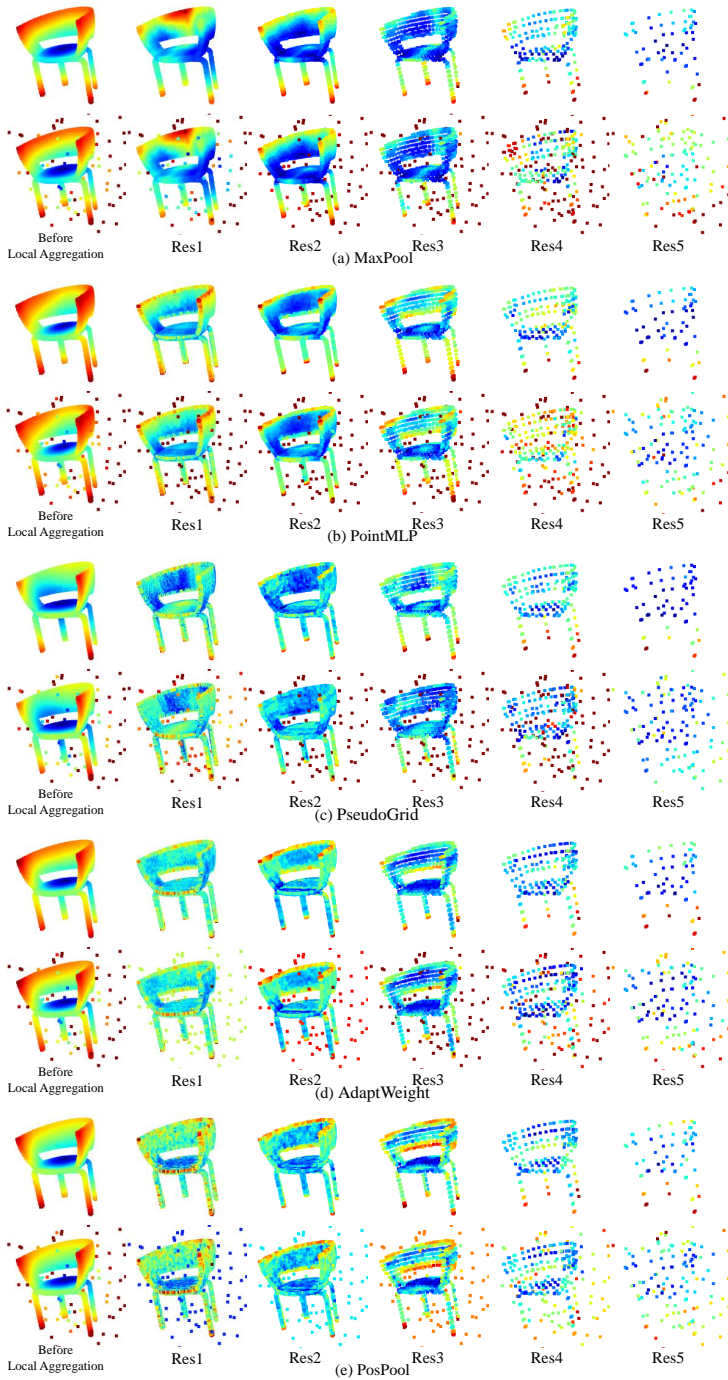 Before
Local Aggregation
Res1
Res2
Res3
Res4
Res5
(a) MaxPool
Before
Local Aggregation
Res1
Res2
Res3
Res4
Res5
(b) PointMLP
Before
Local Aggregation
Res1
Res2
Res3
Res4
Res5
(c) PseudoGrid
Before
Local Aggregation
Res1
Res2
Res3
Res4
Res5
(d) AdaptWeight
Before
Local Aggregation
Res1
Res2
Res3
Res4
Res5
(e) PosPool